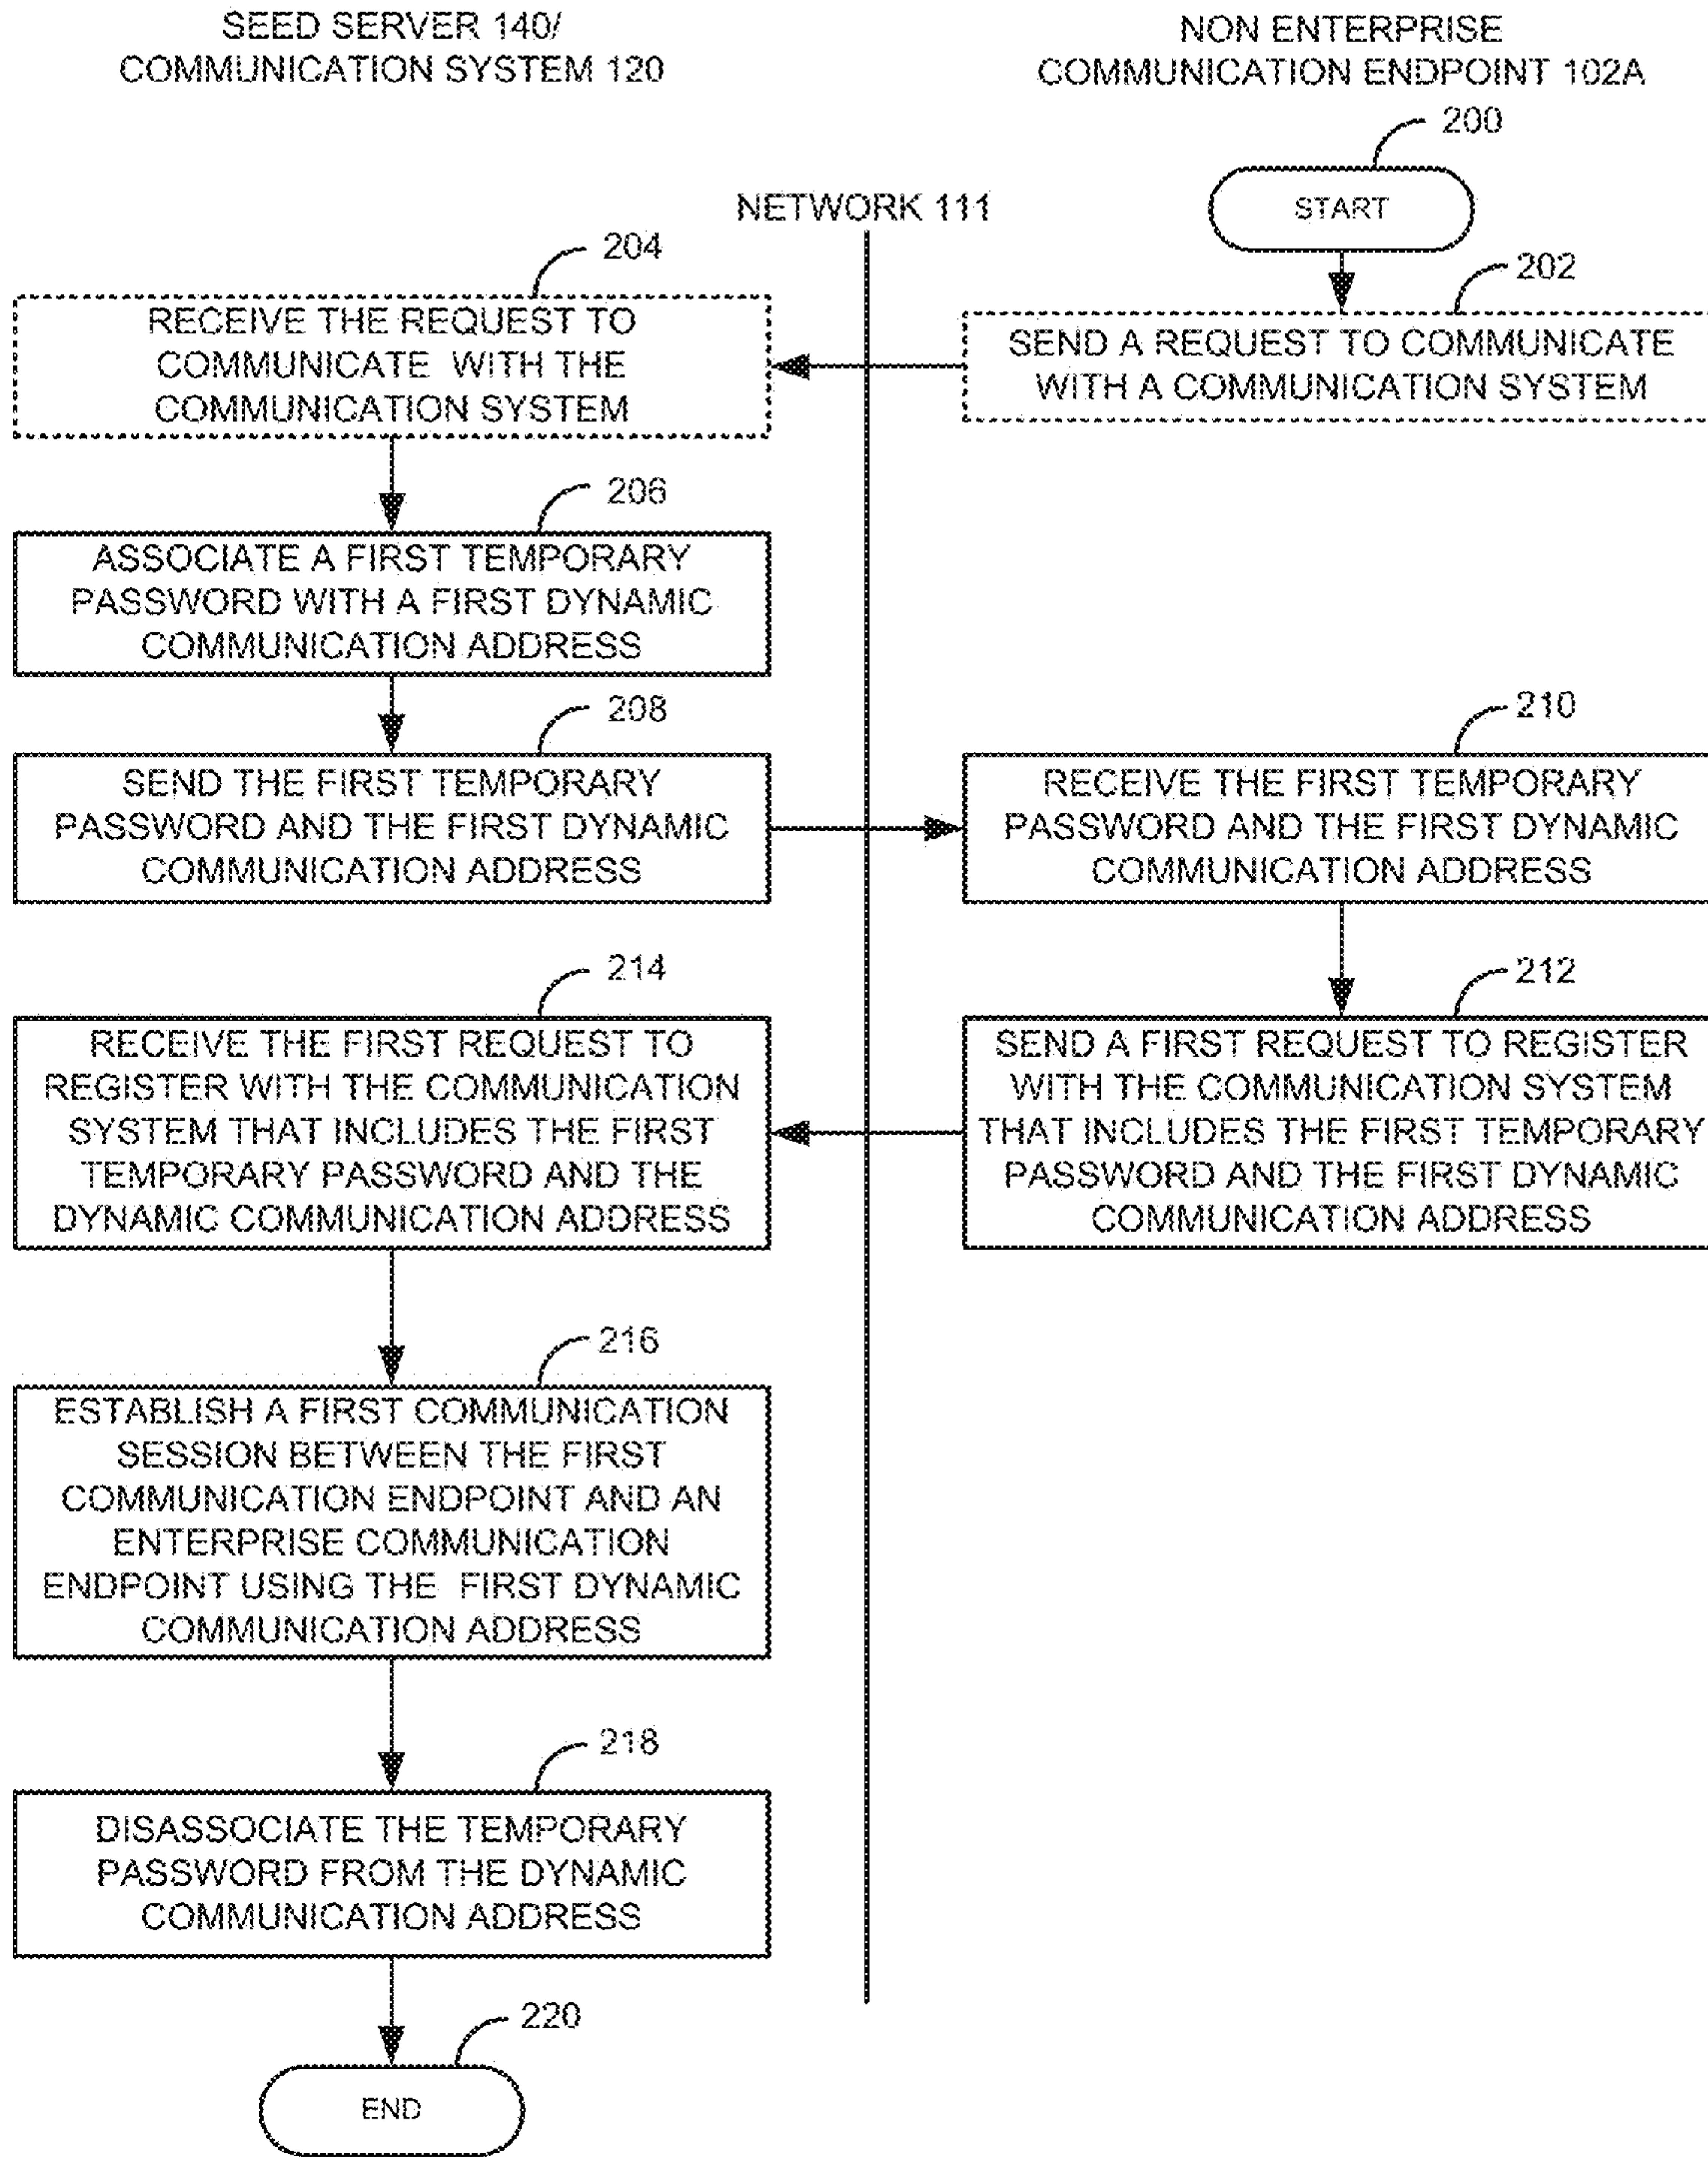 SEED SERVER 140/
COMMUNICATION SYSTEM 120
NON ENTERPRISE
COMMUNICATION ENDPOINT 102A
200
START
NETWORK 111
204
RECEIVE THE REQUEST TO
COMMUNICATE WITH THE
COMMUNICATION SYSTEM
202
SEND A REQUEST TO COMMUNICATE
WITH A COMMUNICATION SYSTEM
206
ASSOCIATE A FIRST TEMPORARY
PASSWORD WITH A FIRST DYNAMIC
COMMUNICATION ADDRESS
208
SEND THE FIRST TEMPORARY
PASSWORD AND THE FIRST DYNAMIC
COMMUNICATION ADDRESS
210
RECEIVE THE FIRST TEMPORARY
PASSWORD AND THE FIRST DYNAMIC
COMMUNICATION ADDRESS
212
SEND A FIRST REQUEST TO REGISTER
WITH THE COMMUNICATION SYSTEM
THAT INCLUDES THE FIRST TEMPORARY
PASSWORD AND THE FIRST DYNAMIC
COMMUNICATION ADDRESS
214
RECEIVE THE FIRST REQUEST TO
REGISTER WITH THE COMMUNICATION
SYSTEM THAT INCLUDES THE FIRST
TEMPORARY PASSWORD AND THE
DYNAMIC COMMUNICATION ADDRESS
216
ESTABLISH A FIRST COMMUNICATION
SESSION BETWEEN THE FIRST
COMMUNICATION ENDPOINT AND AN
ENTERPRISE COMMUNICATION
ENDPOINT USING THE FIRST DYNAMIC
COMMUNICATION ADDRESS
218
DISASSOCIATE THE TEMPORARY
PASSWORD FROM THE DYNAMIC
COMMUNICATION ADDRESS
220
END